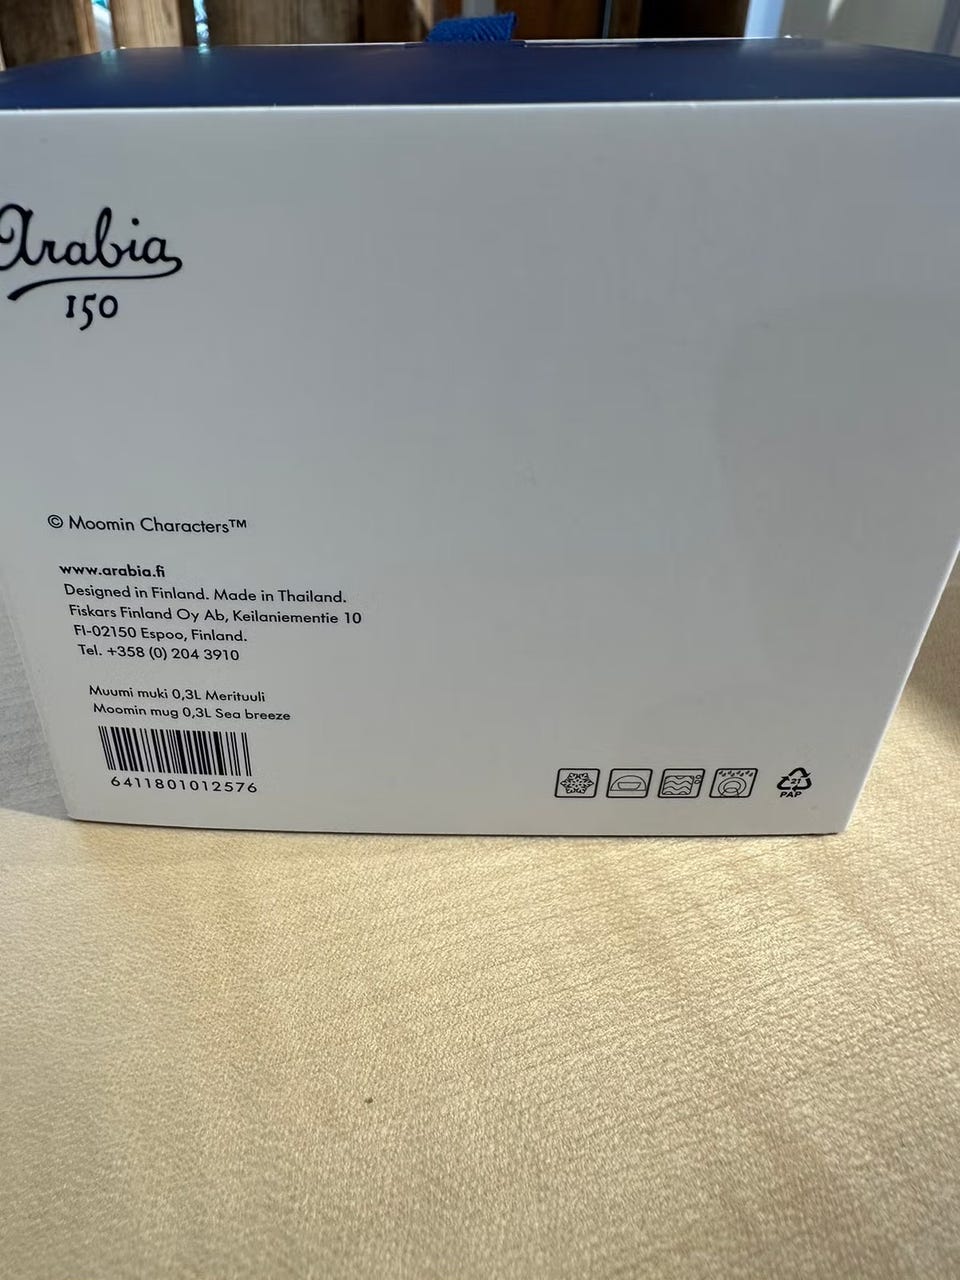 Arabia
150
© Moomin Characters™
www.arabia.fi
Designed in Finland. Made in Thailand.
Fiskars Finland Oy Ab, Keilaniementie 10
FI-02150 Espoo, Finland.
Tel. +358 (0) 204 3910
Muumi muki 0,3L Merituuli
Moomin mug 0,3L Sea breeze
6411801012576
21
PAP